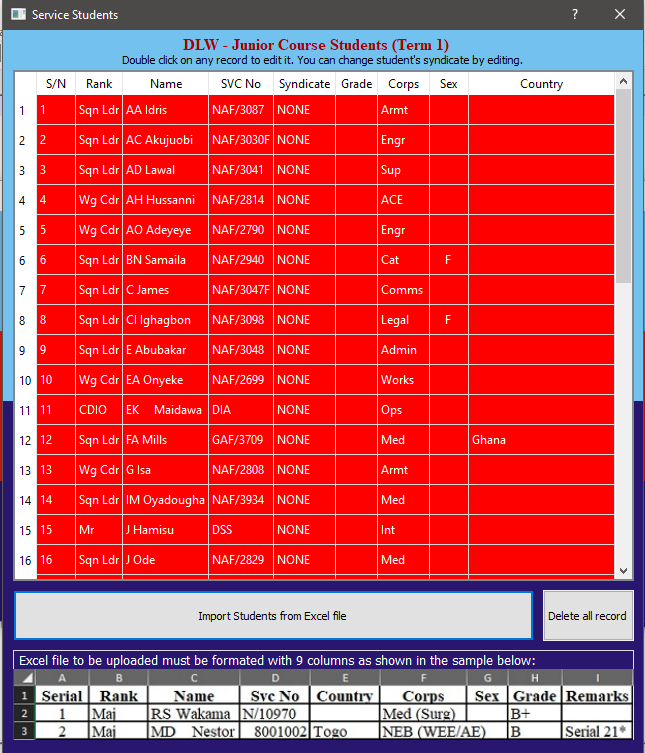 Service Students
DLW - Junior Course Students (Term 1)
Double click on any record to edit it. You can change student's syndicate by editing.
S/N Rank Name SVC No Syndicate Grade Corps Sex Country
1 1 Sqn Ldr AA Idris NAF/3087 NONE Armt
2 2 Sqn Ldr AC Akujuobi NAF/3030F NONE Engr
3 3 Sqn Ldr AD Lawal NAF/3041 NONE Sup
4 4 Wg Cdr AH Hussanni NAF/2814 NONE ACE
5 5 Wg Cdr AO Adeyeye NAF/2790 NONE Engr
6 6 Sqn Ldr BN Samaila NAF/2940 NONE Cat F
7 7 Sqn Ldr C James NAF/3047F NONE Comms
8 8 Sqn Ldr CI Ighagbon NAF/3098 NONE Legal F
9 9 Sqn Ldr E Abubakar NAF/3048 NONE Admin
10 10 Wg Cdr EA Onyeke NAF/2699 NONE Works
11 11 CDIO EK Maidawa DIA NONE Ops
12 12 Sqn Ldr FA Mills GAF/3709 NONE Med Ghana
13 13 Wg Cdr G Isa NAF/2808 NONE Armt
14 14 Sqn Ldr IM Oyadougha NAF/3934 NONE Med
15 15 Mr J Hamisu DSS NONE Int
16 16 Sqn Ldr J Ode NAF/2829 NONE Med
Import Students from Excel file
Delete all record
Excel file to be uploaded must be formated with 9 columns as shown in the sample below:
A B C D E F G H I
1 Serial Rank Name Svc No Country Corps Sex Grade Remarks
2 1 Maj RS Wakama N/10970 Med (Surg) B+
3 2 Maj MD Nestor 8001002 Togo NEB (WEE/AE) B Serial 21*